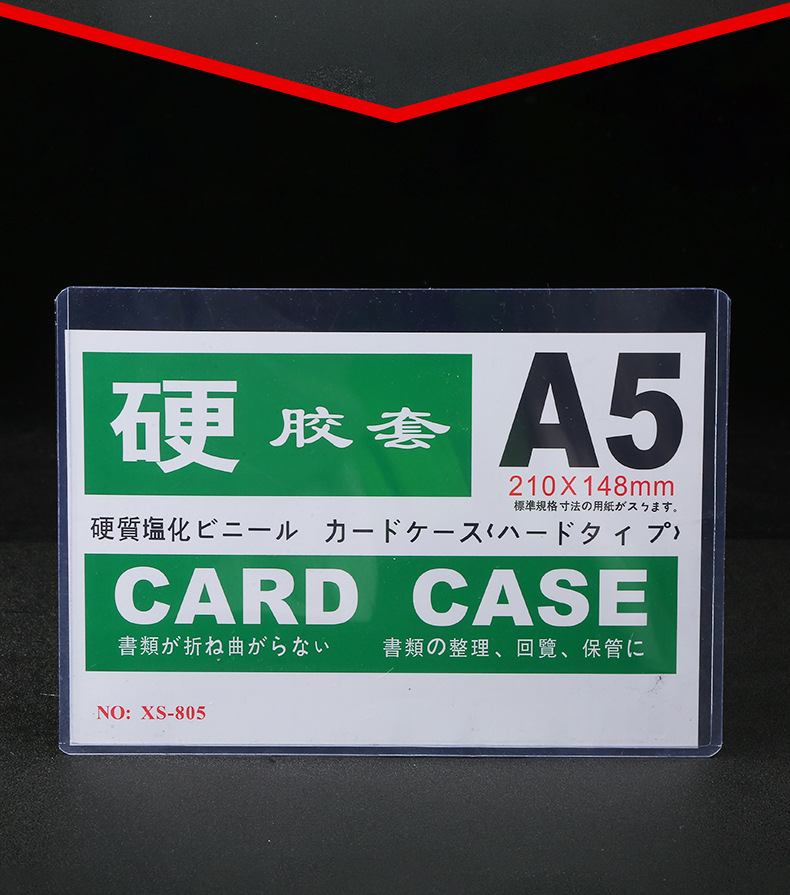 硬 胶套
A5
210X148mm
標準規格寸法の用紙がスㄅます。
硬質塩化ビニール カードケース‹ハードタイプ›
CARD CASE
書類が折ね曲がらない 書類の整理、回覽、保管に
NO: XS-805